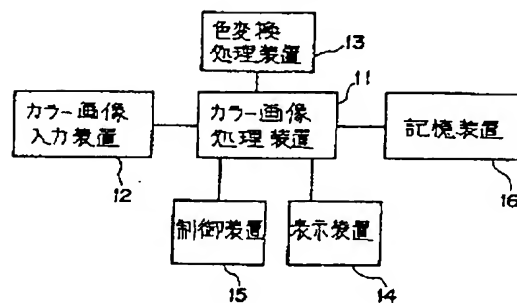 色変換
処理装置
13
11
カラー画像
入力装置
カラー画像
処理装置
記憶装置
12
16
制御装置
表示装置
15
14